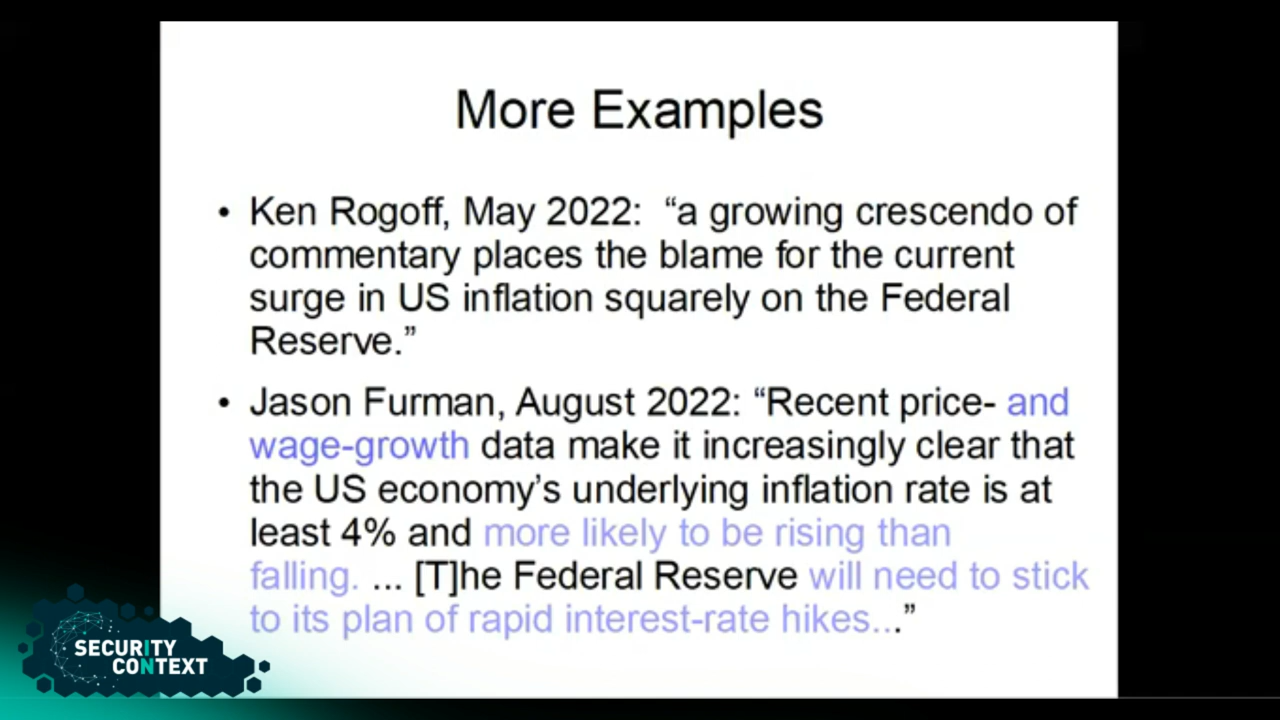 More Examples
• Ken Rogoff, May 2022:  “a growing crescendo of
commentary places the blame for the current
surge in US inflation squarely on the Federal
Reserve.”
• Jason Furman, August 2022: “Recent price- and
wage-growth data make it increasingly clear that
the US economy’s underlying inflation rate is at
least 4% and more likely to be rising than
falling. ... [T]he Federal Reserve will need to stick
to its plan of rapid interest-rate hikes...”
SECURITY
CONTEXT